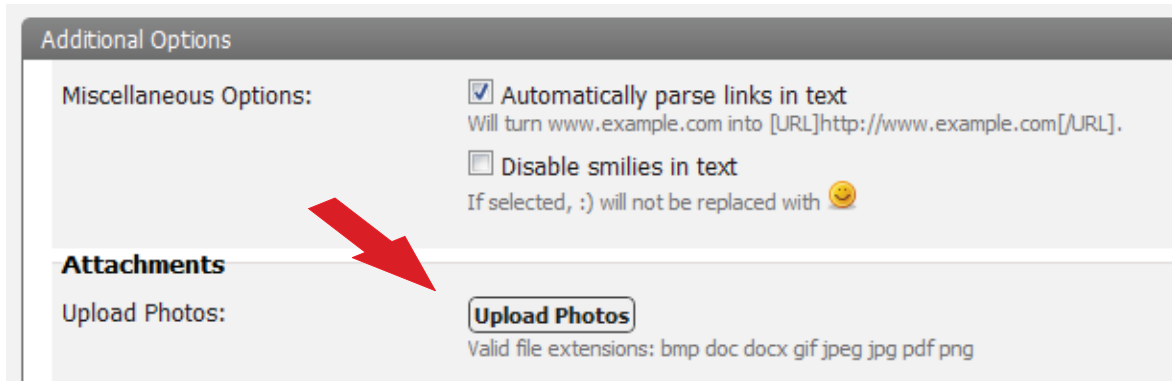 Additional Options
Miscellaneous Options:
Automatically parse links in text
Will turn www.example.com into [URL]http://www.example.com[/URL].
Disable smilies in text
If selected, :) will not be replaced with
Attachments
Upload Photos:
Upload Photos
Valid file extensions: bmp doc docx gif jpeg jpg pdf png